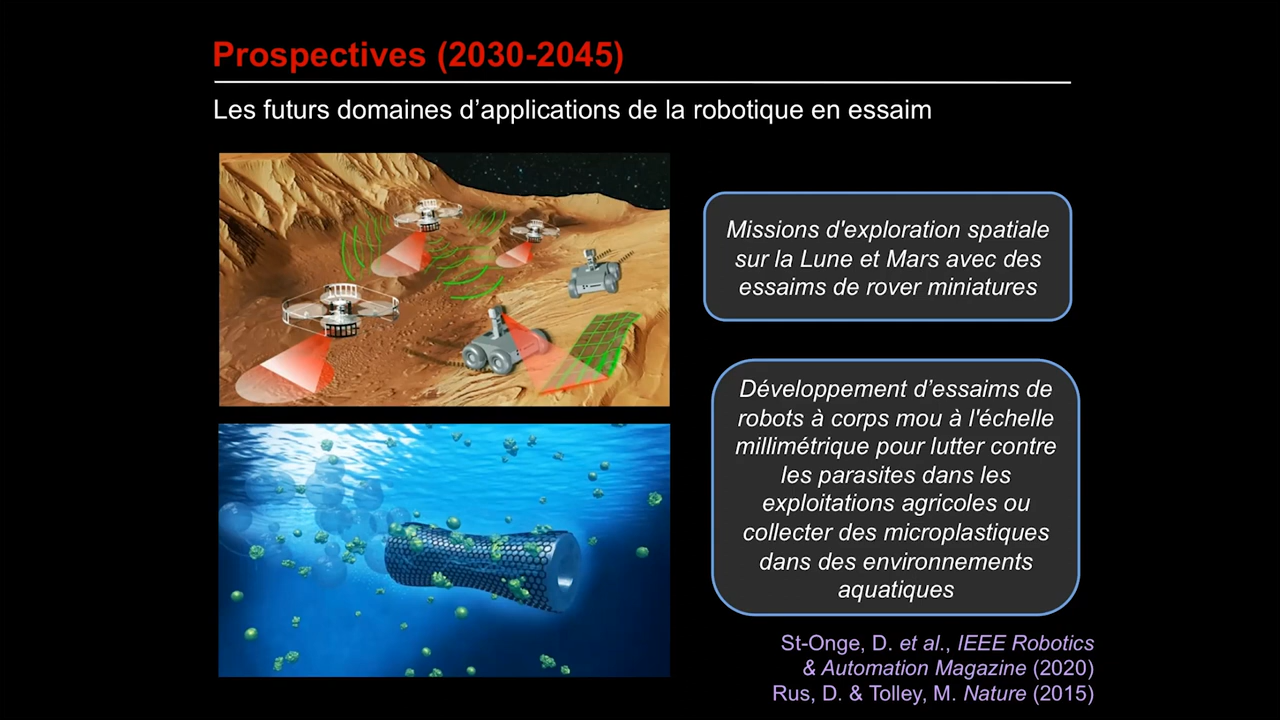 Prospectives (2030-2045)
Les futurs domaines d’applications de la robotique en essaim
Missions d'exploration spatiale
sur la Lune et Mars avec des
essaims de rover miniatures
Développement d’essaims de
robots à corps mou à l'échelle
millimétrique pour lutter contre
les parasites dans les
exploitations agricoles ou
collecter des microplastiques
dans des environnements
aquatiques
St-Onge, D. et al., IEEE Robotics
& Automation Magazine (2020)
Rus, D. & Tolley, M. Nature (2015)